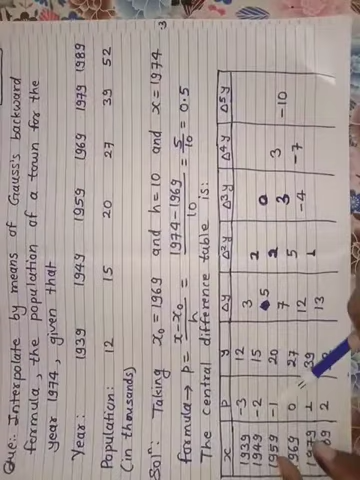 Que:. Interpolate by means of Gauss's backward
formula, the population of a town for the
year 1974, given that
Year: 1939 1949 1959 1969 1979 1989
Population: 12 15 20 27 39 52
(in thousands)
Solⁿ: Taking x₀=1969 and h=10 and x=1974
formula → P = x-x₀/h = 1974-1969/10 = 5/10 = 0.5
The central difference table is:
x P y Δy Δ²y Δ³y Δ⁴y Δ⁵y
1939 -3 12
3
1949 -2 15 2
5 0
1959 -1 20 2 3
7 3 -10
1969 0 27 5 -7
12 -4
1979 1 39 1
13
89 2